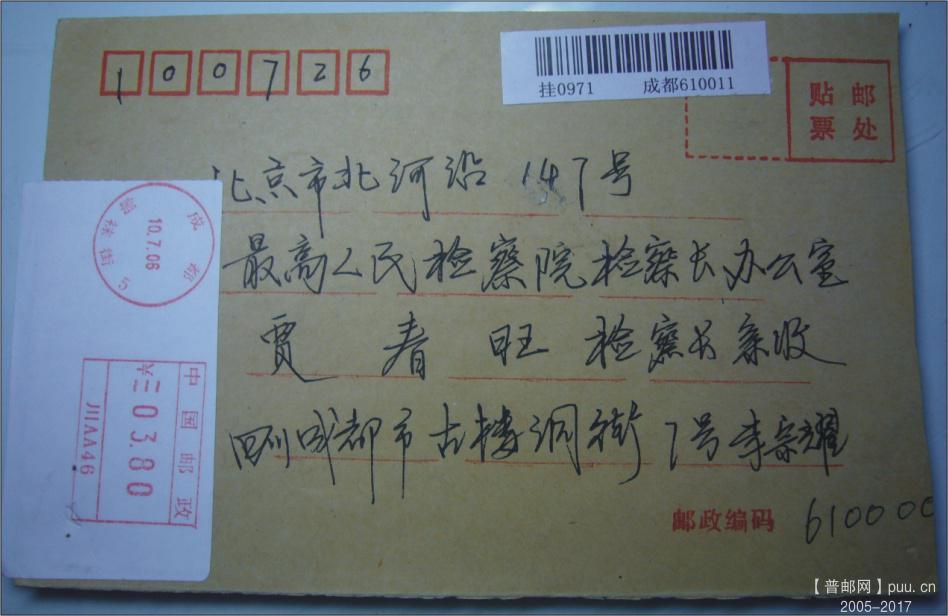 100726
挂0971 成都610011
贴邮
票处
北京市北河沿147号
最高人民检察院检察长办公室
贾春旺 检察长亲收
四川成都市古楼洞街7号李宗耀
邮政编码 610000
成都
10.7.06
5
中国邮政
¥03.80
JIIAA46
【普邮网】puu.cn
2005-2017